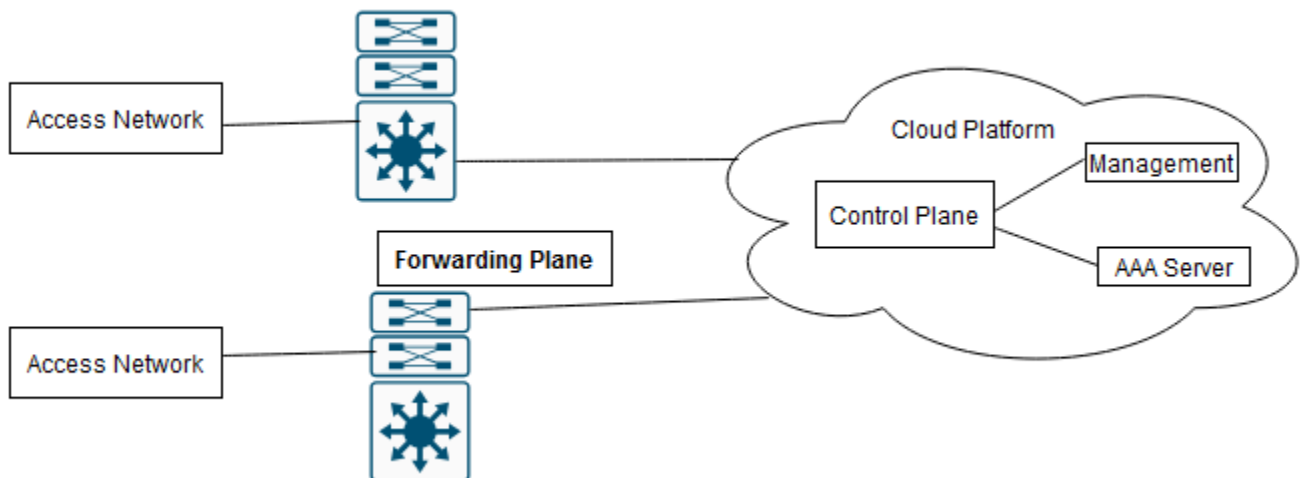 Access Network
Cloud Platform
Management
Control Plane
Forwarding Plane
AAA Server
Access Network